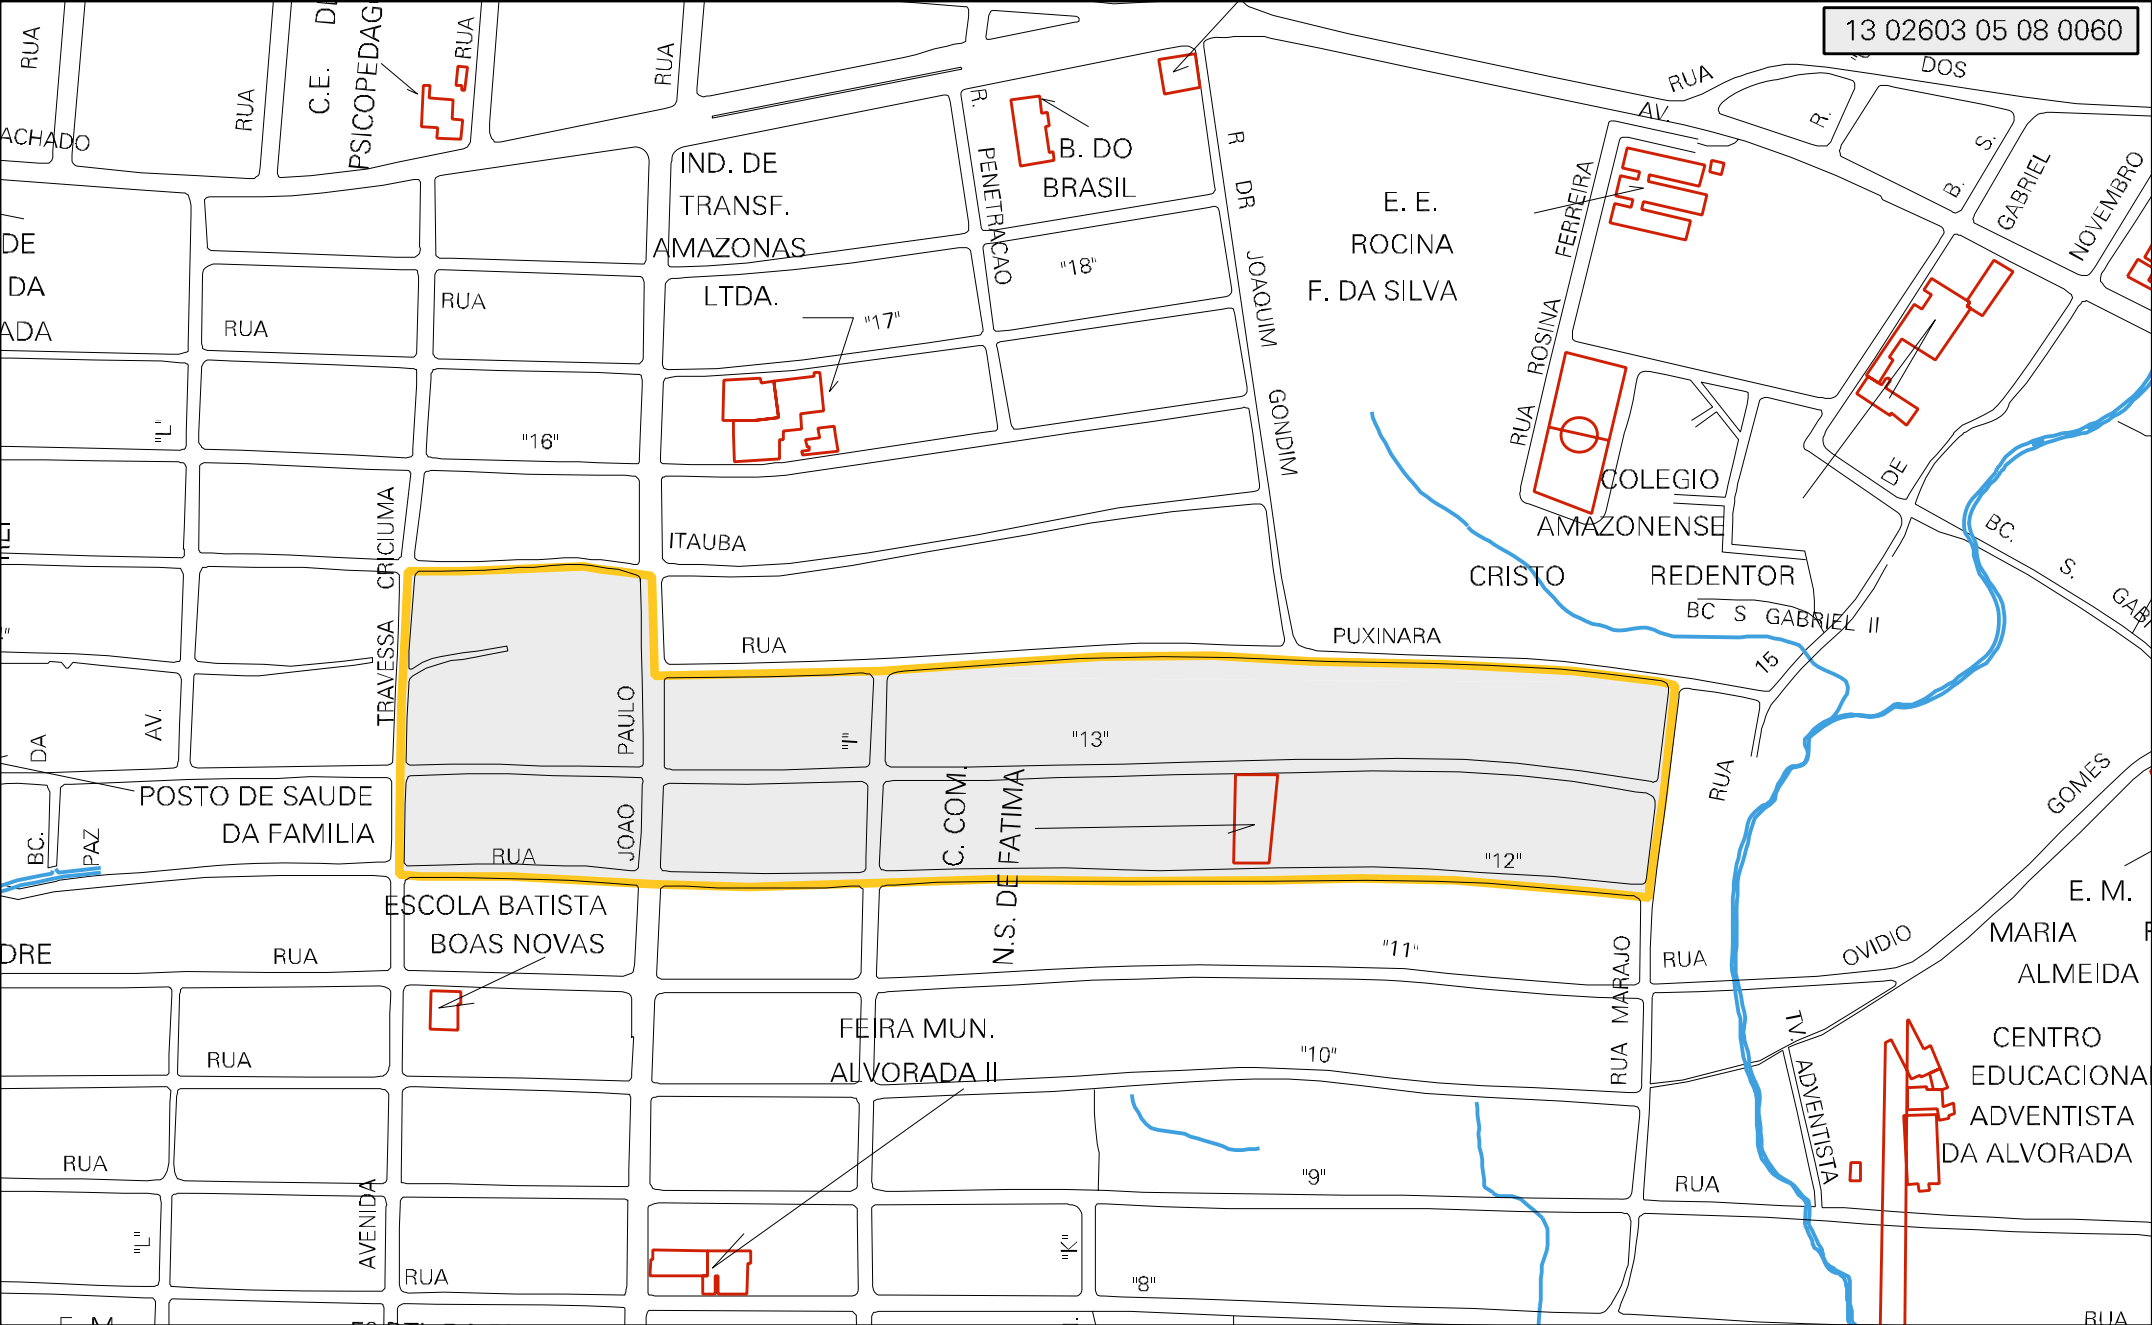 13 02603 05 08 0060
RUA
RUA
C.E.
PSICOPEDAG
RUA
RUA
ACHADO
IND. DE
TRANSF.
AMAZONAS
LTDA.
"17"
R. PENETRACAO
B. DO
BRASIL
"18"
R DR JOAQUIM GONDIM
E. E.
ROCINA
F. DA SILVA
RUA ROSINA FERREIRA
RUA
AV.
DOS
R.
B. S.
GABRIEL
NOVEMBRO
DE
DA
ADA
RUA
RUA
"L"
"16"
TRAVESSA CRICIUMA
ITAUBA
COLEGIO
AMAZONENSE
CRISTO
REDENTOR
BC S GABRIEL II
DE
BC. S. GABR
15
RUA
PUXINARA
DA
AV.
JOAO PAULO
"I"
"13"
C. COM.
N.S. DE FATIMA
RUA
GOMES
POSTO DE SAUDE
DA FAMILIA
BC.
PAZ
RUA
"12"
ESCOLA BATISTA
BOAS NOVAS
DRE
RUA
"11"
RUA MARAJO
RUA
OVIDIO
E. M.
MARIA
ALMEIDA
RUA
FEIRA MUN.
ALVORADA II
"10"
TV. ADVENTISTA
CENTRO
EDUCACIONA
ADVENTISTA
DA ALVORADA
RUA
"9"
RUA
"L"
AVENIDA
RUA
"K"
"8"
E. M.
RUA